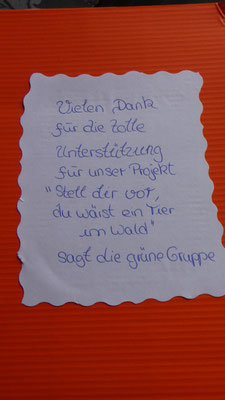 Vielen Dank
für die tolle
Unterstützung
für unser Projekt
"Stell dir vor,
du wärst ein Tier
im Wald"
sagt die grüne Gruppe